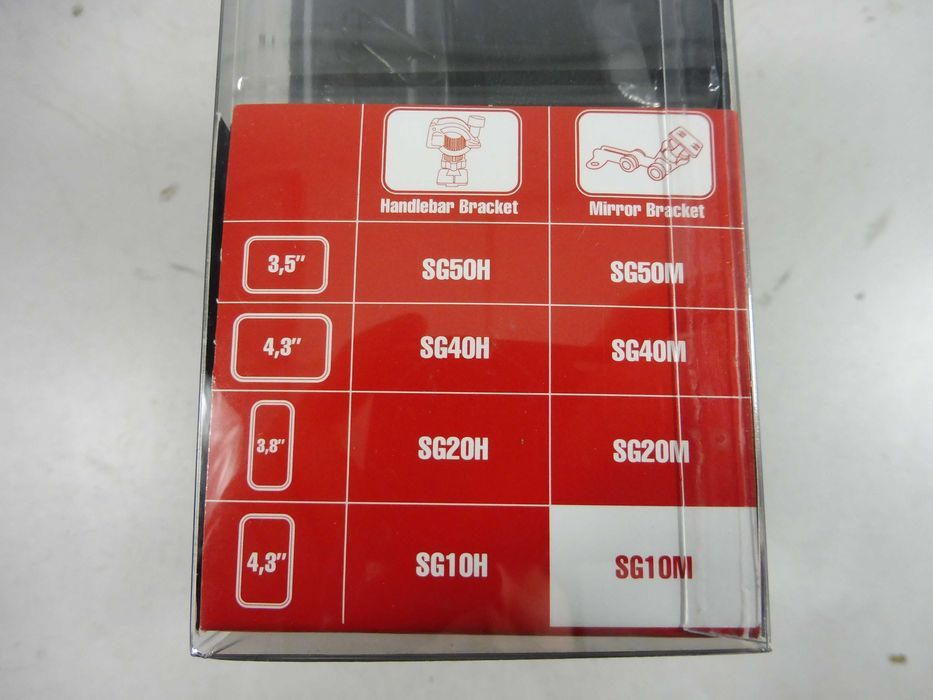 Handlebar Bracket Mirror Bracket
3,5" SG50H SG50M
4,3" SG40H SG40M
3,8" SG20H SG20M
4,3" SG10H SG10M